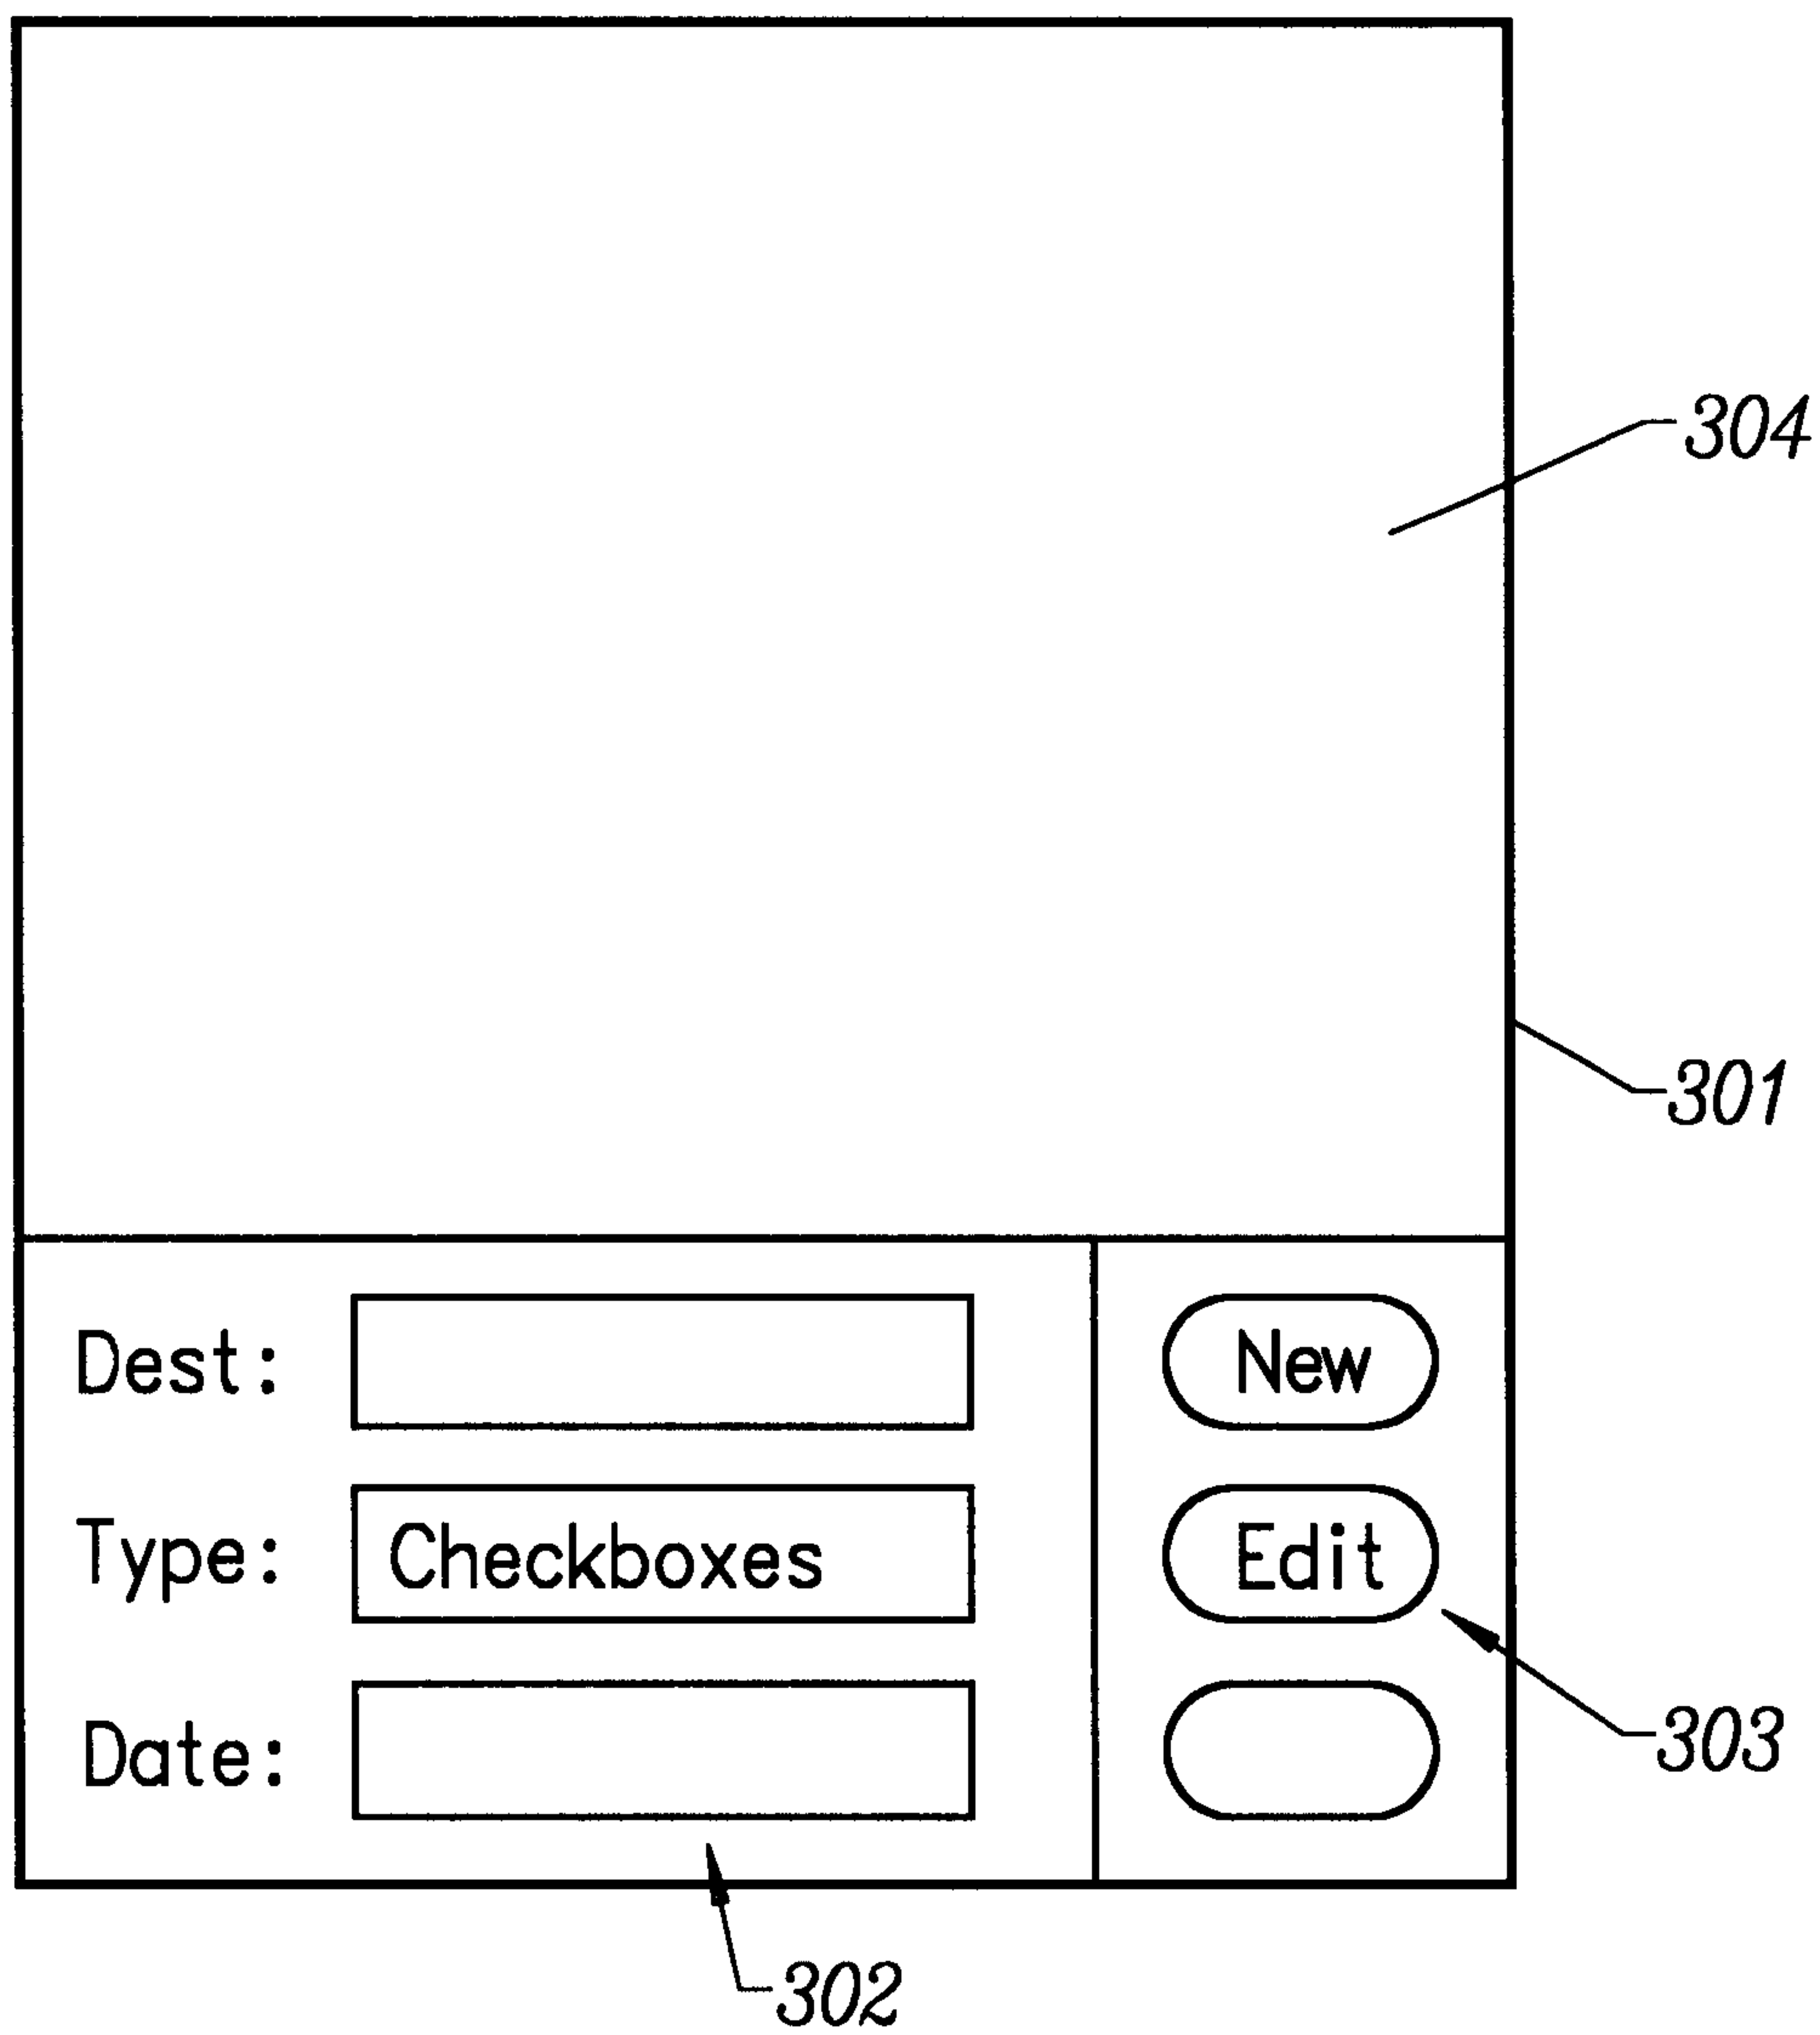 304
301
Dest:
New
Type: Checkboxes
Edit
Date:
303
302